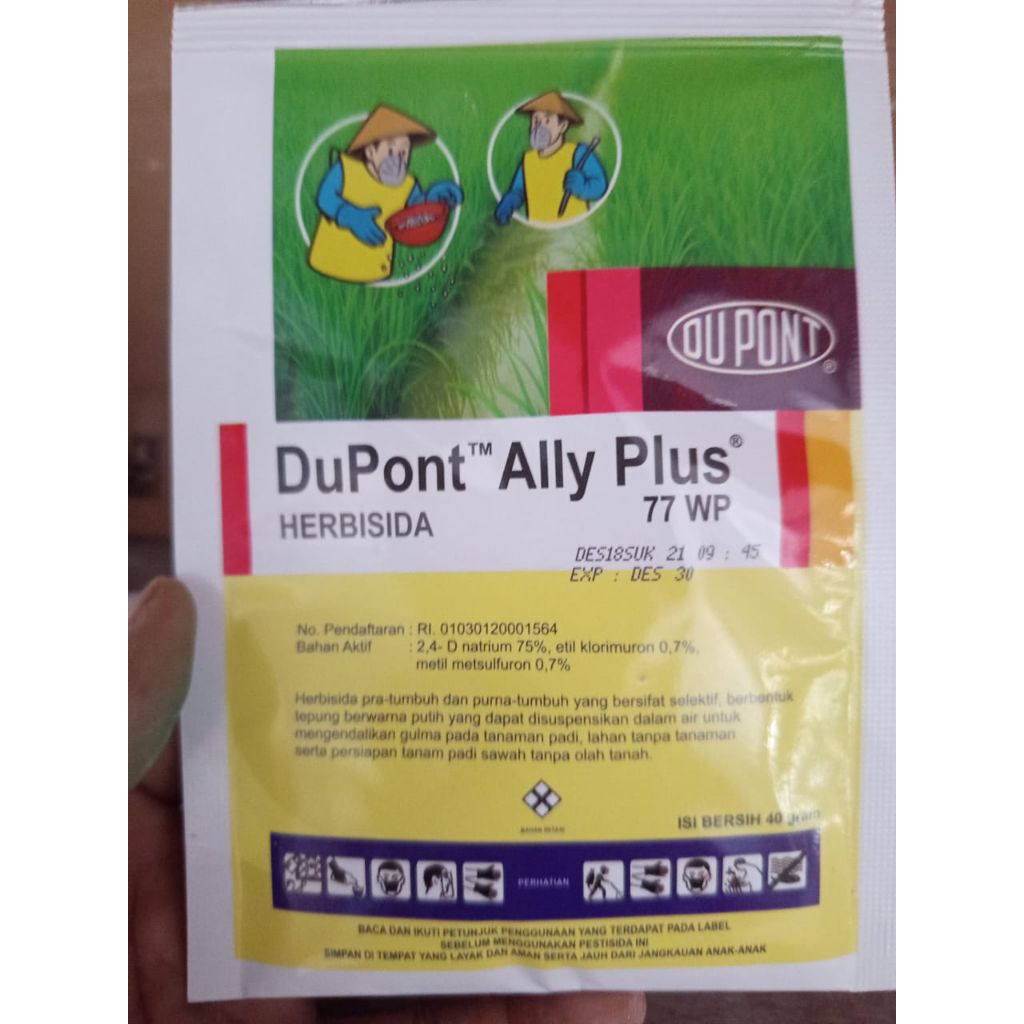 DU PONT®
DuPont™ Ally Plus®
77 WP
HERBISIDA
DES18SUK 21 09 : 45
EXP : DES 30
No. Pendaftaran : RI. 01030120001564
Bahan Aktif : 2,4- D natrium 75%, etil klorimuron 0,7%,
metil metsulfuron 0,7%
Herbisida pra-tumbuh dan purna-tumbuh yang bersifat selektif, berbentuk
tepung berwarna putih yang dapat disuspensikan dalam air untuk
mengendalikan gulma pada tanaman padi, lahan tanpa tanaman
serta persiapan tanam padi sawah tanpa olah tanah.
ISI BERSIH 40 gram
PERHATIAN
BACA DAN IKUTI PETUNJUK PENGGUNAAN YANG TERDAPAT PADA LABEL
SEBELUM MENGGUNAKAN PESTISIDA INI
SIMPAN DI TEMPAT YANG LAYAK DAN AMAN SERTA JAUH DARI JANGKAUAN ANAK-ANAK